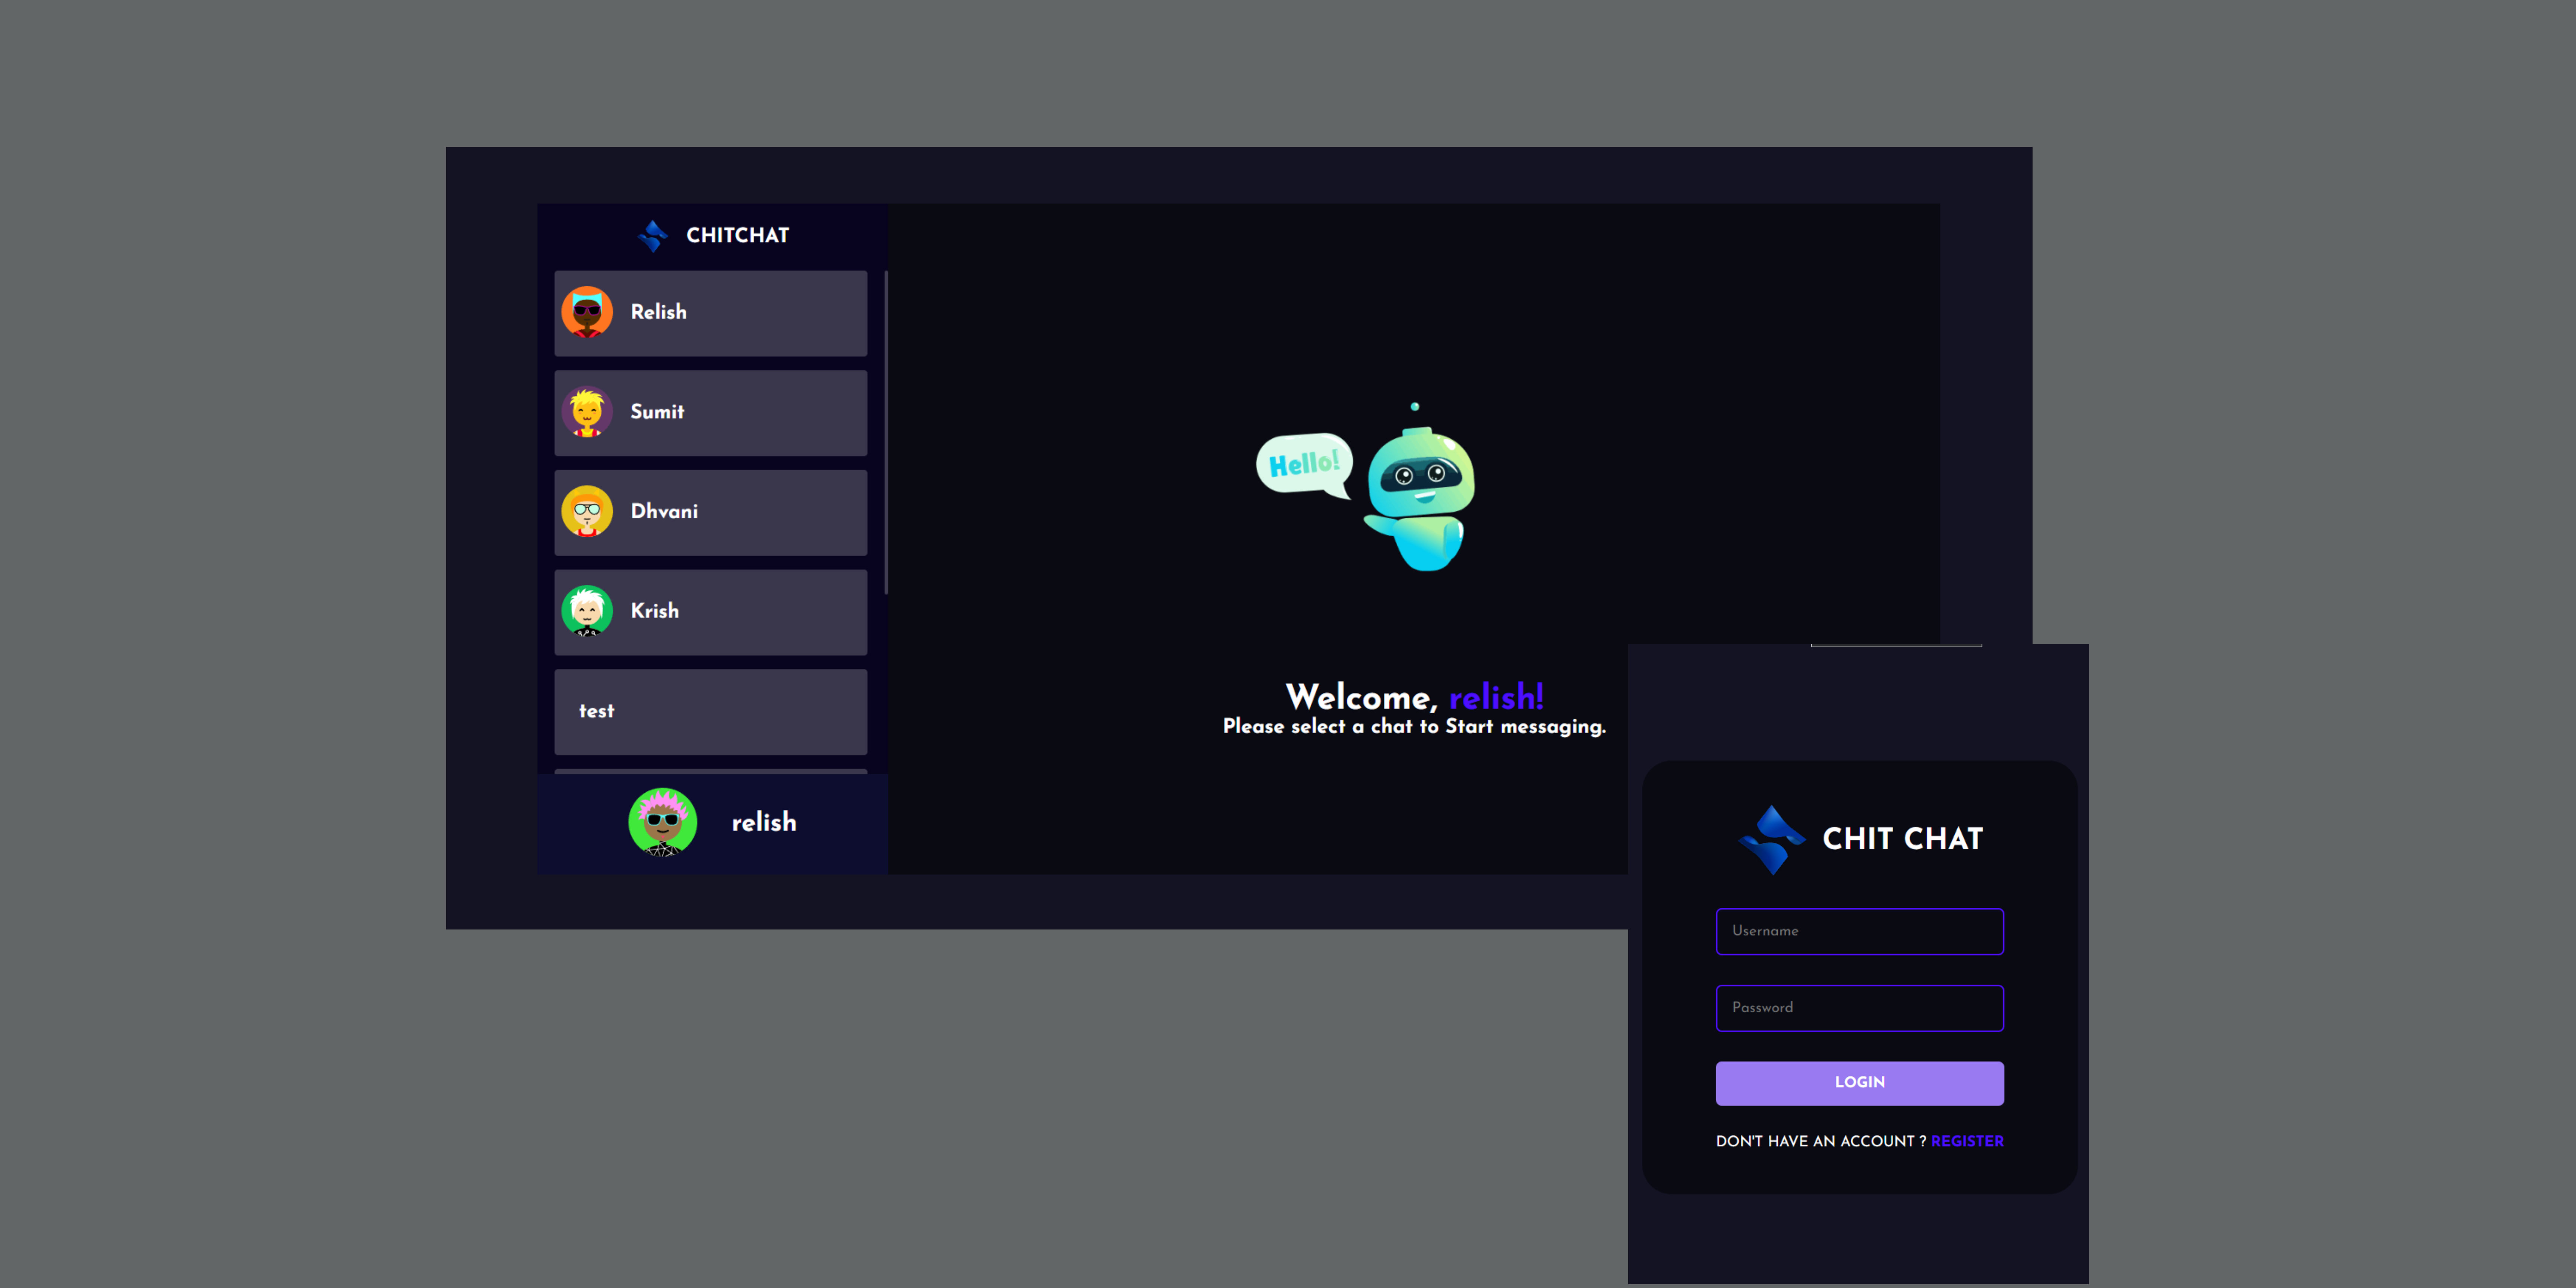 CHITCHAT
Relish
Sumit
Dhvani
Krish
test
relish
Hello!
Welcome, relish!
Please select a chat to Start messaging.
CHIT CHAT
Username
Password
LOGIN
DON'T HAVE AN ACCOUNT ? REGISTER